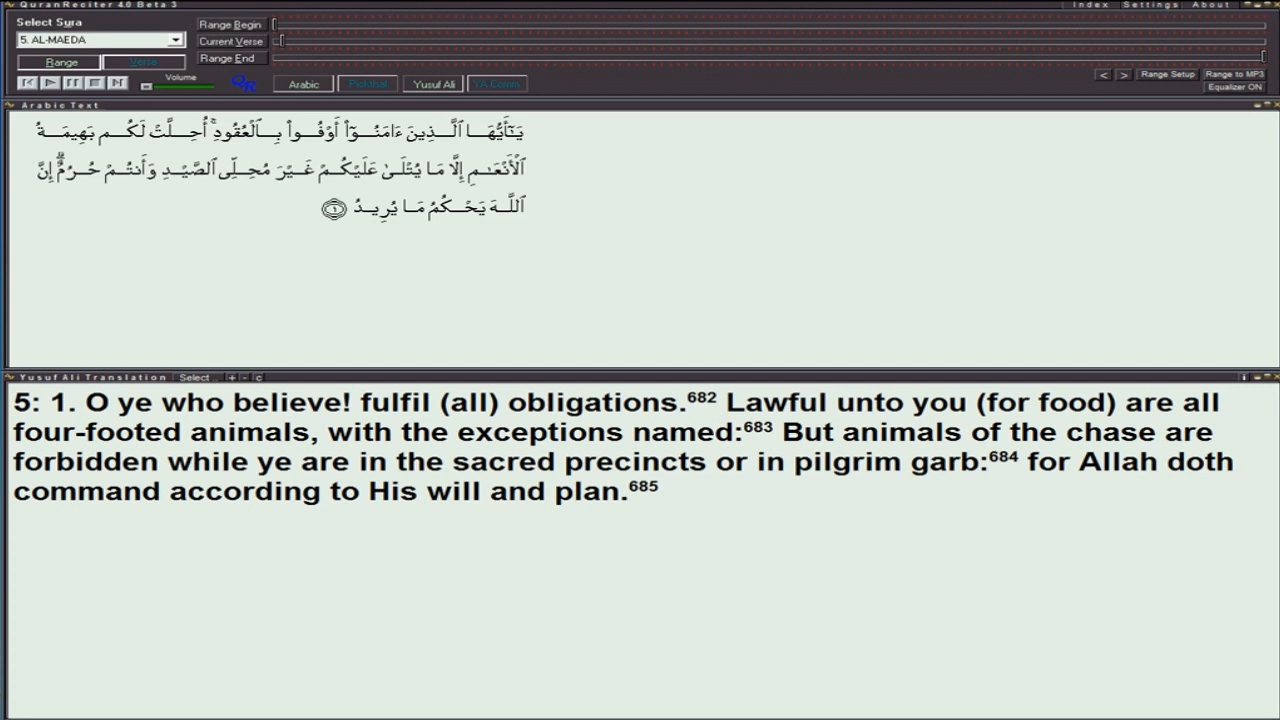 QuranReciter 4.0 Beta 3
Index Settings About
Select Sura
5. AL-MAEDA
Range Verse
Volume
Range Begin
Current Verse
Range End
QR
Arabic Pickthal Yusuf Ali YA Comm
< > Range Setup Range to MP3
Equalizer ON
Arabic Text
يَـٰٓأَيُّهَا ٱلَّذِينَ ءَامَنُوٓا۟ أَوْفُوا۟ بِٱلْعُقُودِ ۚ أُحِلَّتْ لَكُم بَهِيمَةُ
ٱلْأَنْعَـٰمِ إِلَّا مَا يُتْلَىٰ عَلَيْكُمْ غَيْرَ مُحِلِّى ٱلصَّيْدِ وَأَنتُمْ حُرُمٌ ۗ إِنَّ
ٱللَّهَ يَحْكُمُ مَا يُرِيدُ ١
Yusuf Ali Translation Select... + - c i
5: 1. O ye who believe! fulfil (all) obligations.682 Lawful unto you (for food) are all
four-footed animals, with the exceptions named:683 But animals of the chase are
forbidden while ye are in the sacred precincts or in pilgrim garb:684 for Allah doth
command according to His will and plan.685